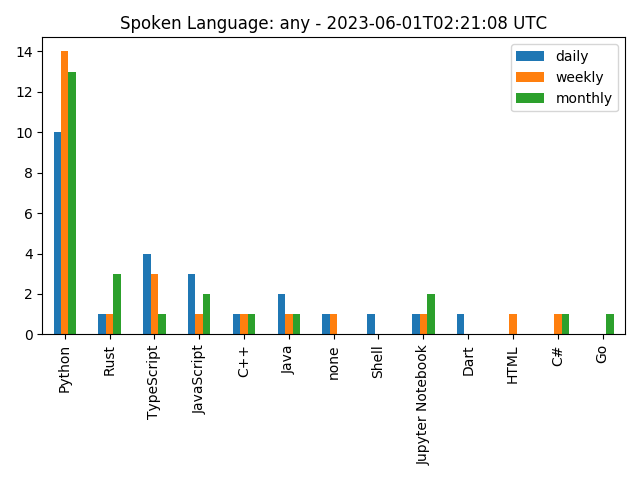 Spoken Language: any - 2023-06-01T02:21:08 UTC
daily
weekly
monthly
14
12
10
8
6
4
2
0
Python
Rust
TypeScript
JavaScript
C++
Java
none
Shell
Jupyter Notebook
Dart
HTML
C#
Go